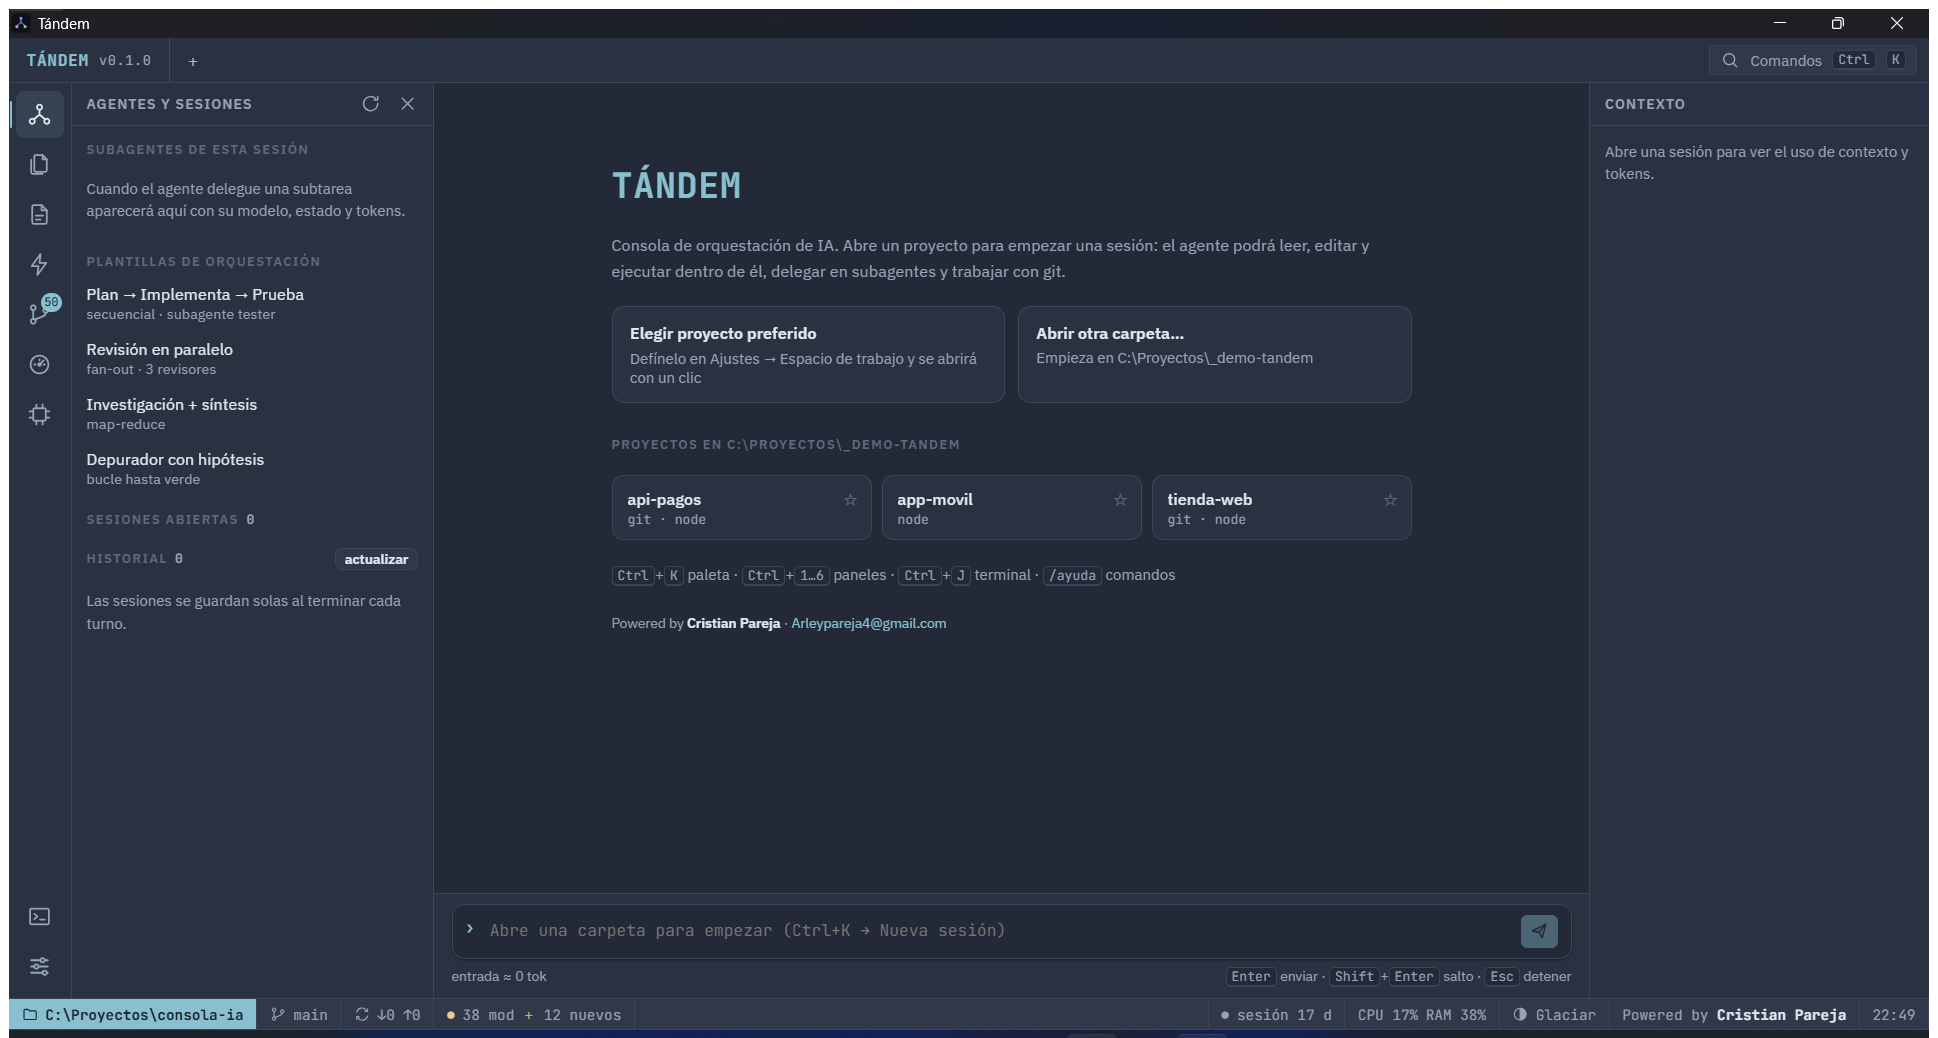 Tándem
TÁNDEM v0.1.0
+
Comandos Ctrl K
AGENTES Y SESIONES
SUBAGENTES DE ESTA SESIÓN
Cuando el agente delegue una subtarea
aparecerá aquí con su modelo, estado y tokens.
PLANTILLAS DE ORQUESTACIÓN
Plan → Implementa → Prueba
secuencial · subagente tester
Revisión en paralelo
fan-out · 3 revisores
Investigación + síntesis
map-reduce
Depurador con hipótesis
bucle hasta verde
SESIONES ABIERTAS 0
HISTORIAL 0
actualizar
Las sesiones se guardan solas al terminar cada
turno.
50
TÁNDEM
Consola de orquestación de IA. Abre un proyecto para empezar una sesión: el agente podrá leer, editar y
ejecutar dentro de él, delegar en subagentes y trabajar con git.
Elegir proyecto preferido
Defínelo en Ajustes → Espacio de trabajo y se abrirá
con un clic
Abrir otra carpeta...
Empieza en C:\Proyectos\_demo-tandem
PROYECTOS EN C:\PROYECTOS\_DEMO-TANDEM
api-pagos
git · node
app-movil
node
tienda-web
git · node
Ctrl+K paleta · Ctrl+1…6 paneles · Ctrl+J terminal · /ayuda comandos
Powered by Cristian Pareja · Arleypareja4@gmail.com
CONTEXTO
Abre una sesión para ver el uso de contexto y
tokens.
› Abre una carpeta para empezar (Ctrl+K → Nueva sesión)
entrada ≈ 0 tok
Enter enviar · Shift+Enter salto · Esc detener
C:\Proyectos\consola-ia
main
↓0 ↑0
38 mod + 12 nuevos
sesión 17 d
CPU 17% RAM 38%
Glaciar
Powered by Cristian Pareja
22:49